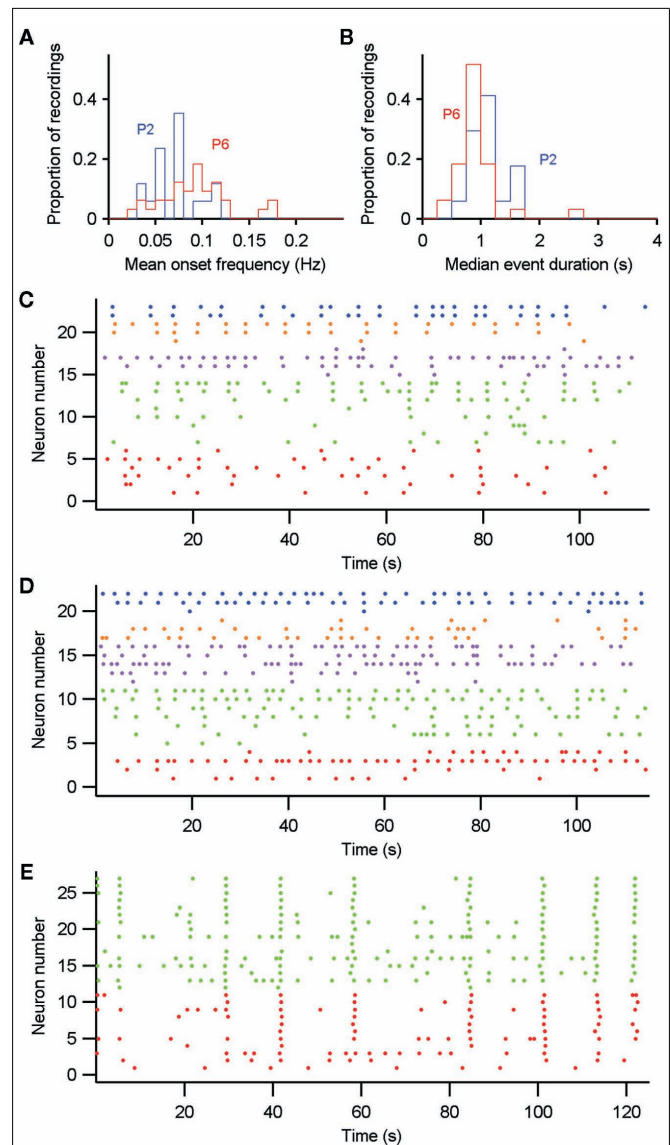 A
Proportion of recordings
0.4
0.2
0
P2
P6
0
0.05
0.1
0.15
0.2
Mean onset frequency (Hz)
B
Proportion of recordings
0.4
0.2
0
P6
P2
0
1
2
3
4
Median event duration (s)
C
Neuron number
20
15
10
5
0
20
40
60
80
100
Time (s)
D
Neuron number
20
15
10
5
0
20
40
60
80
100
Time (s)
E
Neuron number
25
20
15
10
5
0
20
40
60
80
100
120
Time (s)